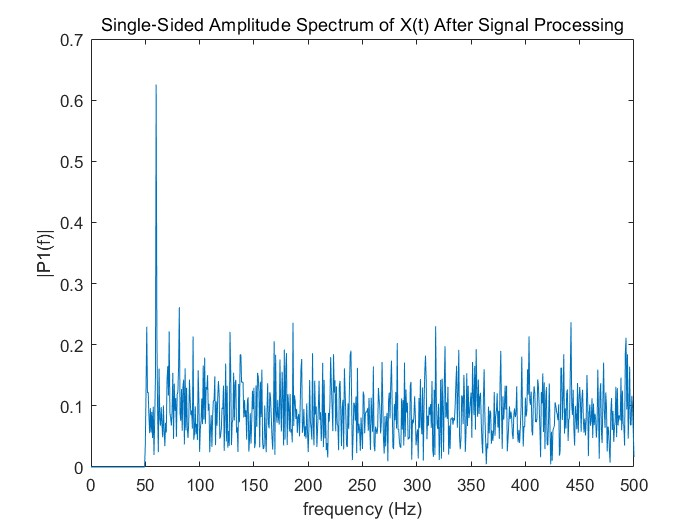 Single-Sided Amplitude Spectrum of X(t) After Signal Processing
0.7
0.6
0.5
0.4
0.3
0.2
0.1
0
|P1(f)|
0 50 100 150 200 250 300 350 400 450 500
frequency (Hz)